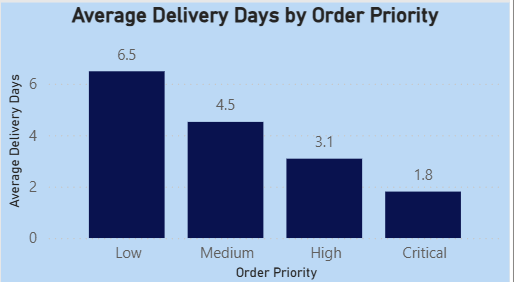 Average Delivery Days by Order Priority
6.5
4.5
3.1
1.8
Average Delivery Days
6
4
2
0
Low Medium High Critical
Order Priority